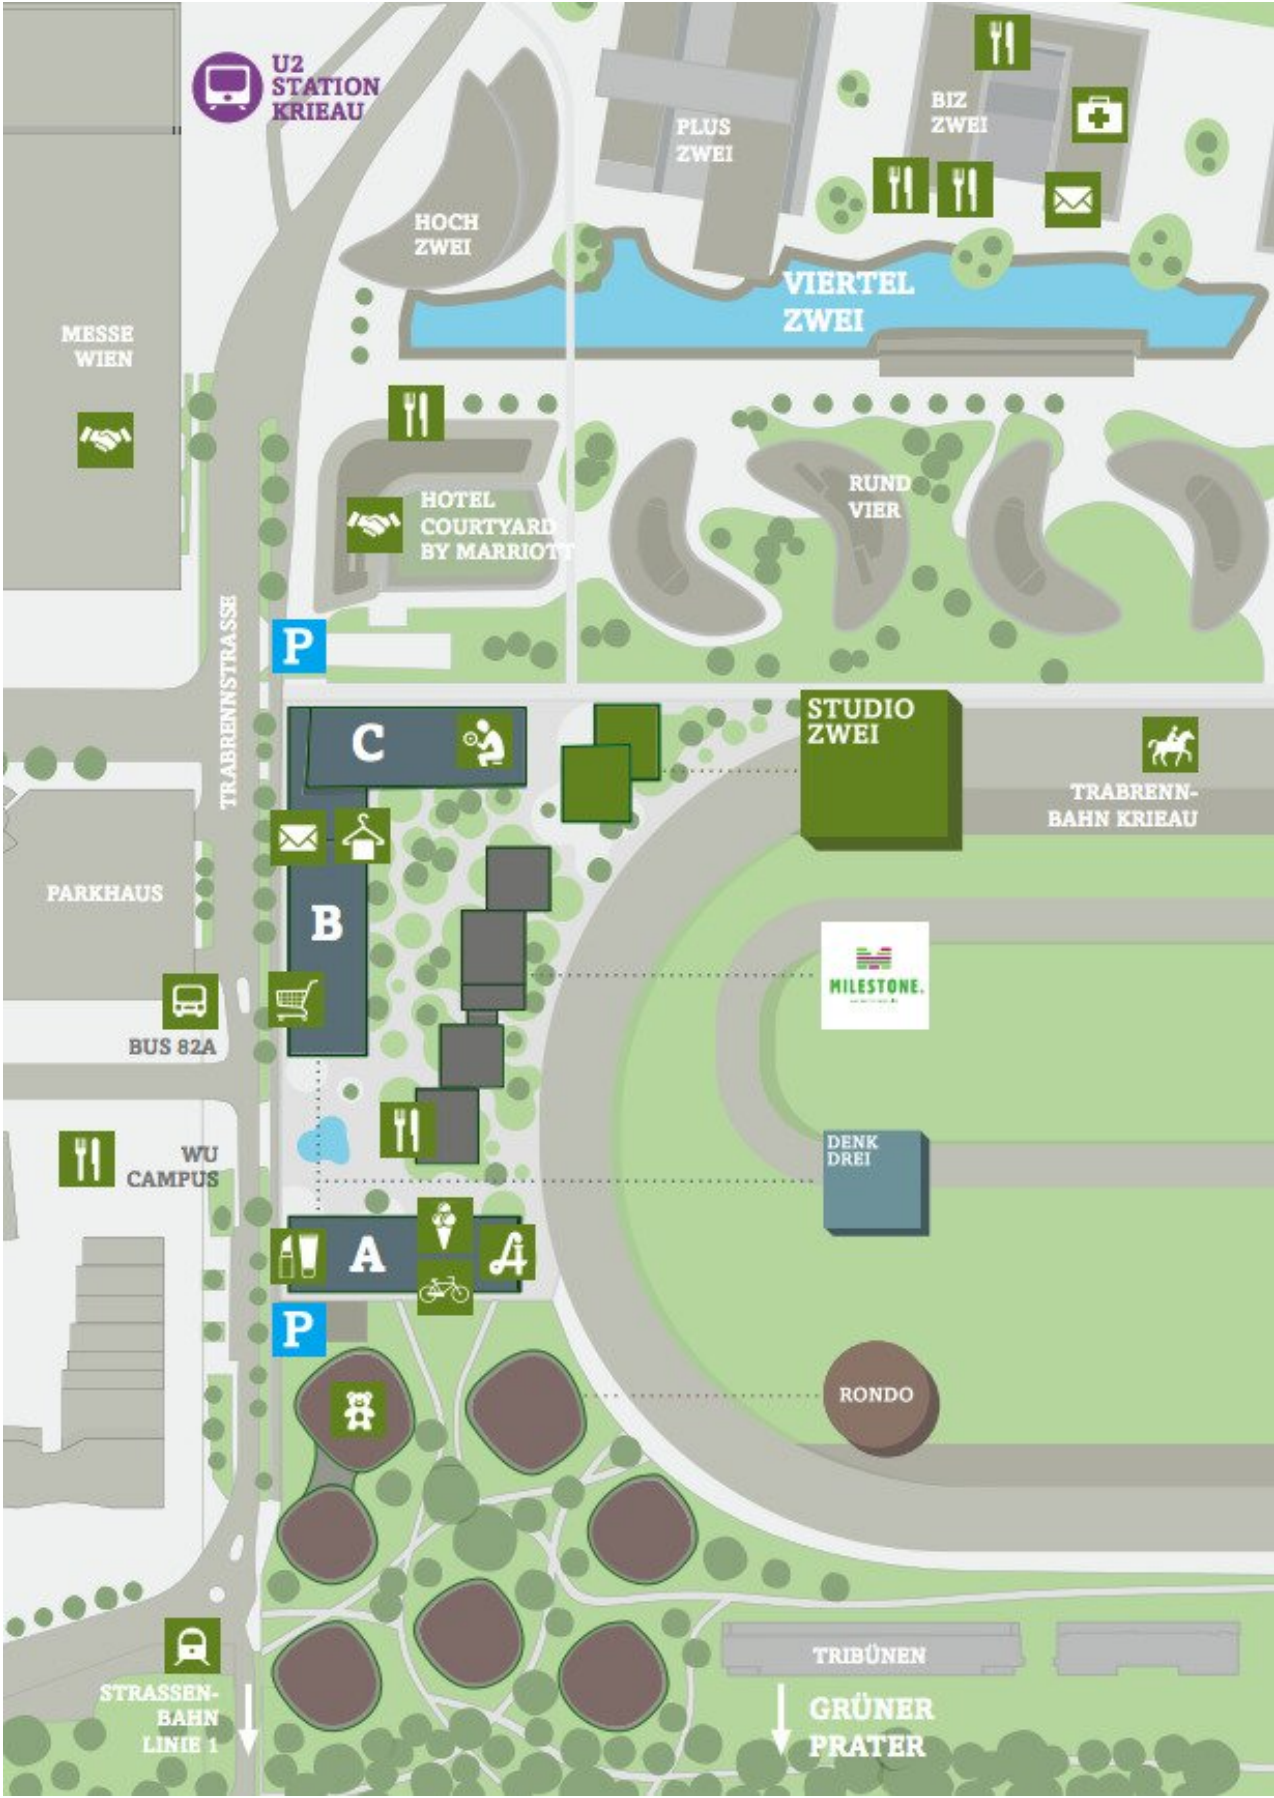 U2
STATION
KRIEAU
BIZ
ZWEI
PLUS
ZWEI
HOCH
ZWEI
VIERTEL
ZWEI
MESSE
WIEN
HOTEL
COURTYARD
BY MARRIOTT
RUND
VIER
TRABRENNSTRASSE
P
C
STUDIO
ZWEI
TRABRENN-
BAHN KRIEAU
PARKHAUS
B
MILESTONE.
BUS 82A
WU
CAMPUS
DENK
DREI
A
P
RONDO
TRIBÜNEN
STRASSEN-
BAHN
LINIE 1
GRÜNER
PRATER